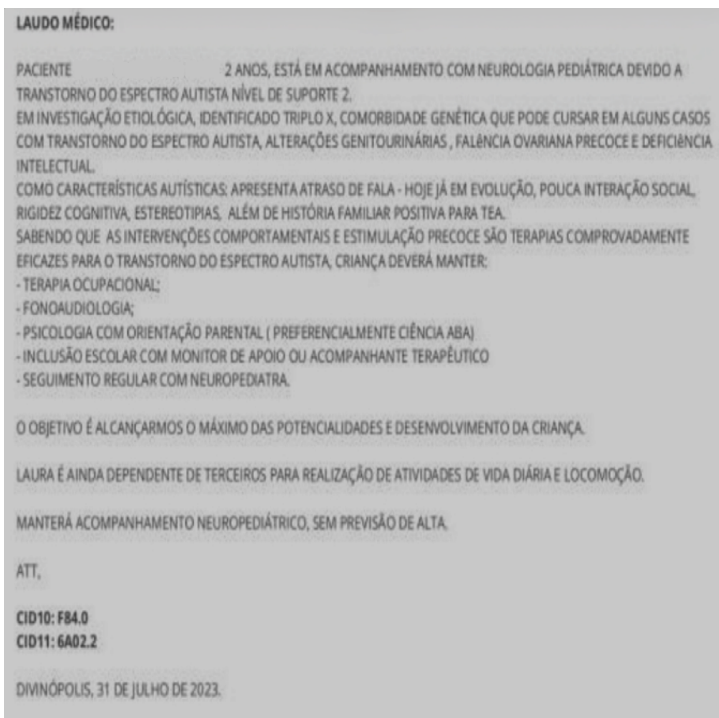 LAUDO MÉDICO:
PACIENTE 2 ANOS, ESTÁ EM ACOMPANHAMENTO COM NEUROLOGIA PEDIÁTRICA DEVIDO A
TRANSTORNO DO ESPECTRO AUTISTA NÍVEL DE SUPORTE 2.
EM INVESTIGAÇÃO ETIOLÓGICA, IDENTIFICADO TRIPLO X, COMORBIDADE GENÉTICA QUE PODE CURSAR EM ALGUNS CASOS
COM TRANSTORNO DO ESPECTRO AUTISTA, ALTERAÇÕES GENITOURINÁRIAS , FALêNCIA OVARIANA PRECOCE E DEFICIêNCIA
INTELECTUAL.
COMO CARACTERÍSTICAS AUTÍSTICAS: APRESENTA ATRASO DE FALA - HOJE JÁ EM EVOLUÇÃO, POUCA INTERAÇÃO SOCIAL,
RIGIDEZ COGNITIVA, ESTEREOTIPIAS, ALÉM DE HISTÓRIA FAMILIAR POSITIVA PARA TEA.
SABENDO QUE AS INTERVENÇÕES COMPORTAMENTAIS E ESTIMULAÇÃO PRECOCE SÃO TERAPIAS COMPROVADAMENTE
EFICAZES PARA O TRANSTORNO DO ESPECTRO AUTISTA, CRIANÇA DEVERÁ MANTER:
- TERAPIA OCUPACIONAL;
- FONOAUDIOLOGIA;
- PSICOLOGIA COM ORIENTAÇÃO PARENTAL ( PREFERENCIALMENTE CIÊNCIA ABA)
- INCLUSÃO ESCOLAR COM MONITOR DE APOIO OU ACOMPANHANTE TERAPÊUTICO
- SEGUIMENTO REGULAR COM NEUROPEDIATRA.
O OBJETIVO É ALCANÇARMOS O MÁXIMO DAS POTENCIALIDADES E DESENVOLVIMENTO DA CRIANÇA.
LAURA É AINDA DEPENDENTE DE TERCEIROS PARA REALIZAÇÃO DE ATIVIDADES DE VIDA DIÁRIA E LOCOMOÇÃO.
MANTERÁ ACOMPANHAMENTO NEUROPEDIÁTRICO, SEM PREVISÃO DE ALTA.
ATT,
CID10: F84.0
CID11: 6A02.2
DIVINÓPOLIS, 31 DE JULHO DE 2023.